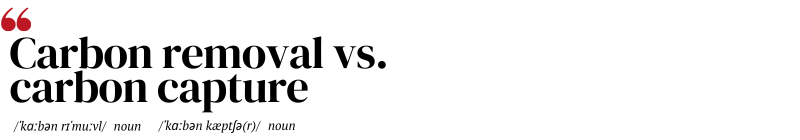 “
Carbon removal vs.
carbon capture
/ˈkɑːbən rɪˈmuːvl/ noun /ˈkɑːbən kæptʃə(r)/ noun